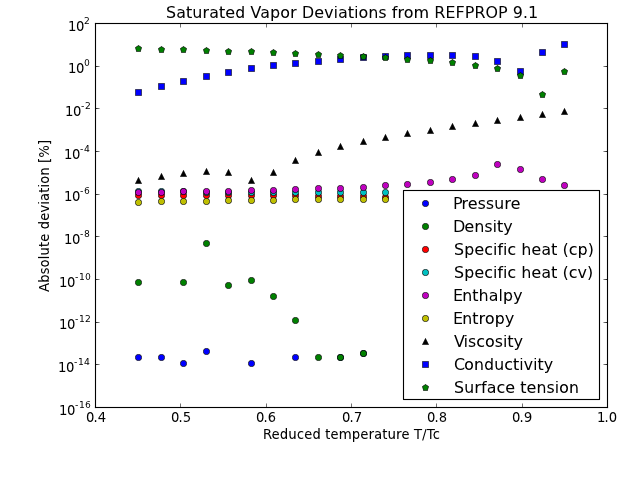 Saturated Vapor Deviations from REFPROP 9.1
10^2
10^0
10^-2
10^-4
10^-6
10^-8
10^-10
10^-12
10^-14
10^-16
Absolute deviation [%]
Pressure
Density
Specific heat (cp)
Specific heat (cv)
Enthalpy
Entropy
Viscosity
Conductivity
Surface tension
0.4 0.5 0.6 0.7 0.8 0.9 1.0
Reduced temperature T/Tc